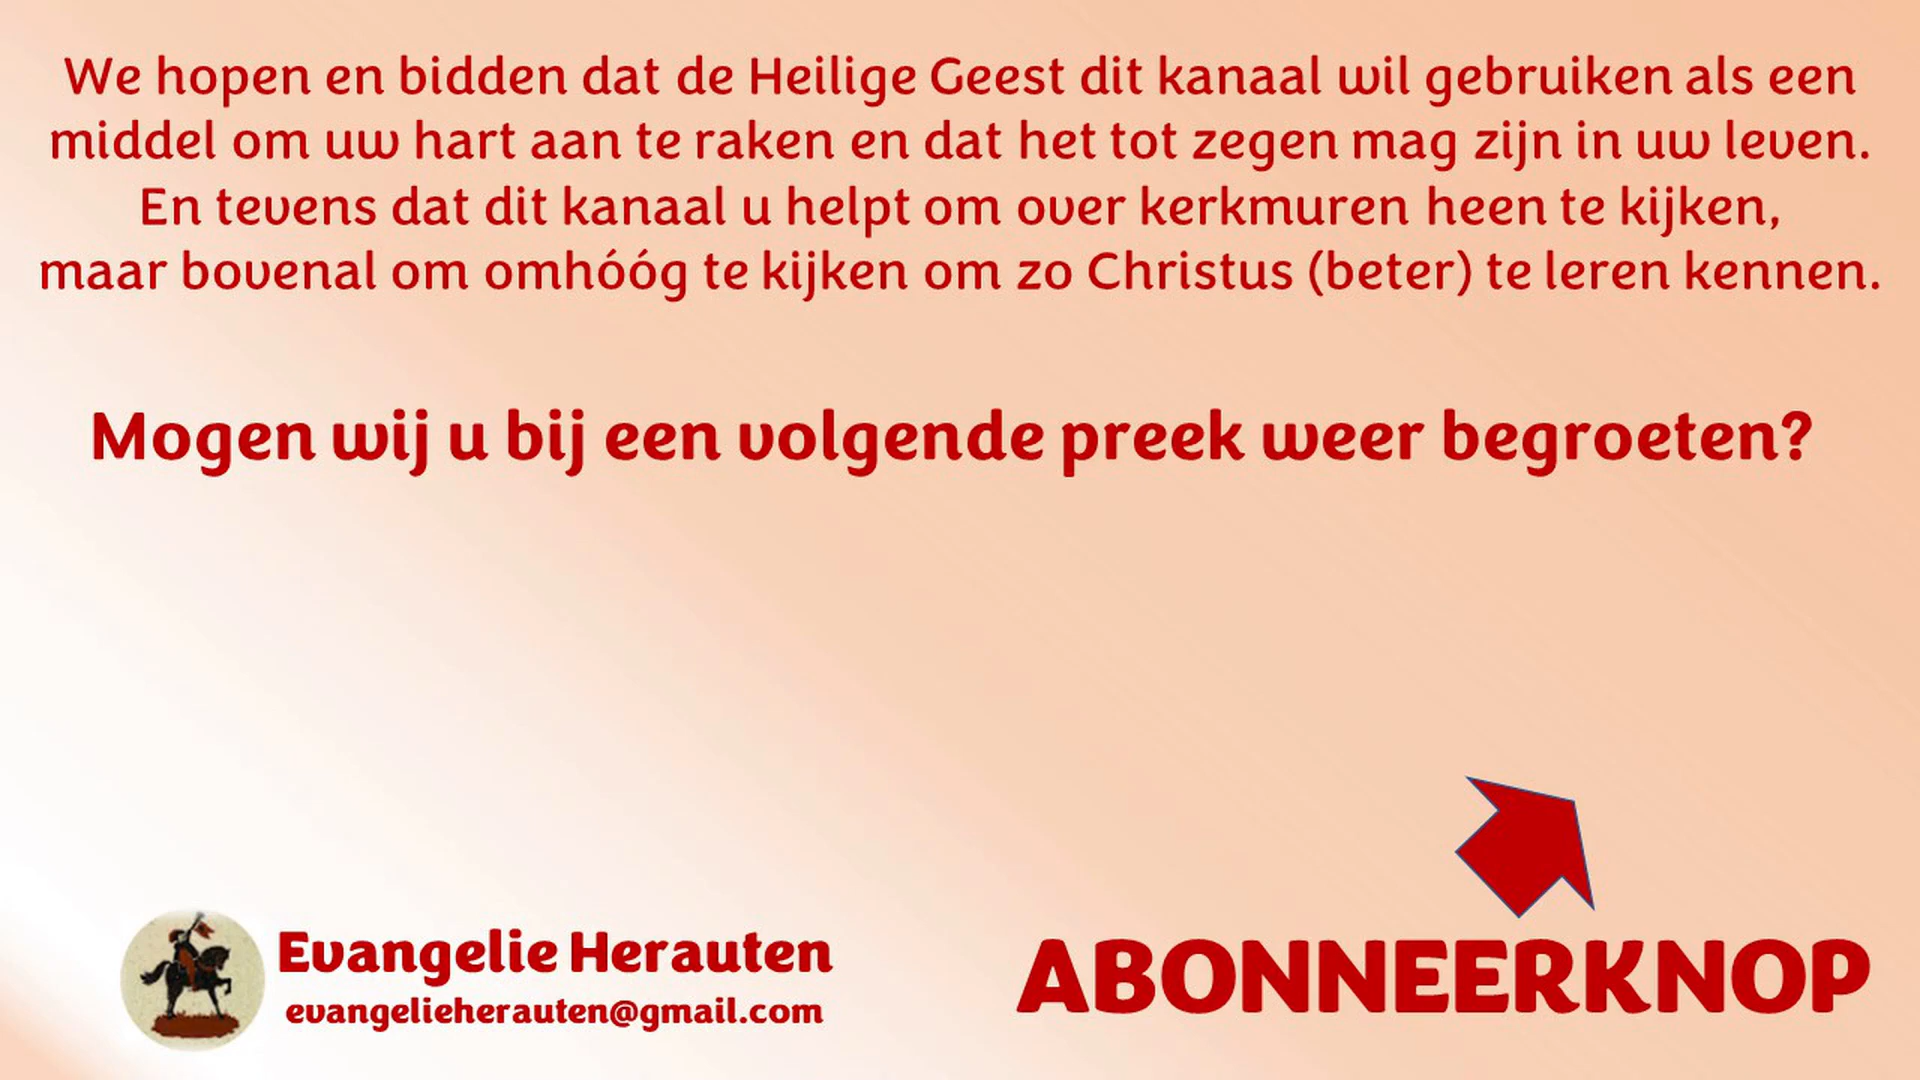 We hopen en bidden dat de Heilige Geest dit kanaal wil gebruiken als een
middel om uw hart aan te raken en dat het tot zegen mag zijn in uw leven.
En tevens dat dit kanaal u helpt om over kerkmuren heen te kijken,
maar bovenal om omhóóg te kijken om zo Christus (beter) te leren kennen.
Mogen wij u bij een volgende preek weer begroeten?
Evangelie Herauten
evangelieherauten@gmail.com
ABONNEERKNOP